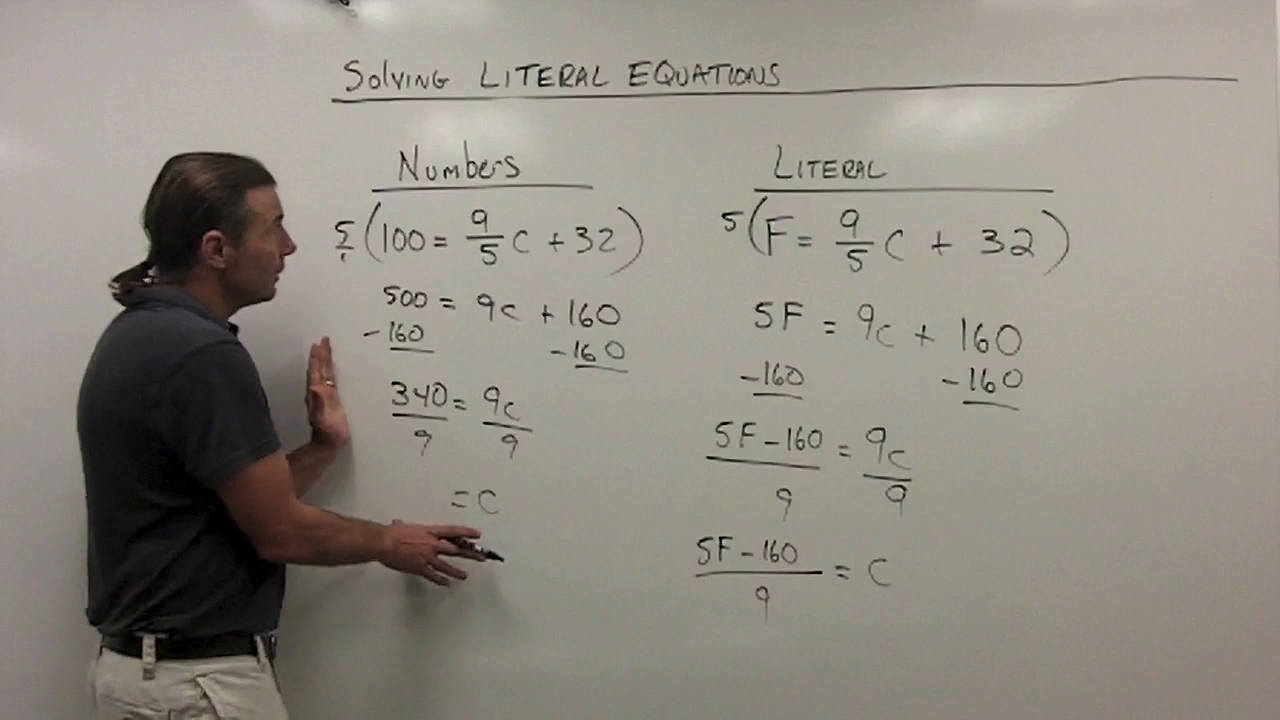 Solving LITERAL EQUATIONS
Numbers
5/1 (100 = 9/5 C + 32)
500 = 9c + 160
-160 -160
340/9 = 9c/9
= C
LITERAL
5 (F = 9/5 C + 32)
5F = 9c + 160
-160 -160
5F - 160/9 = 9c/9
5F - 160/9 = C